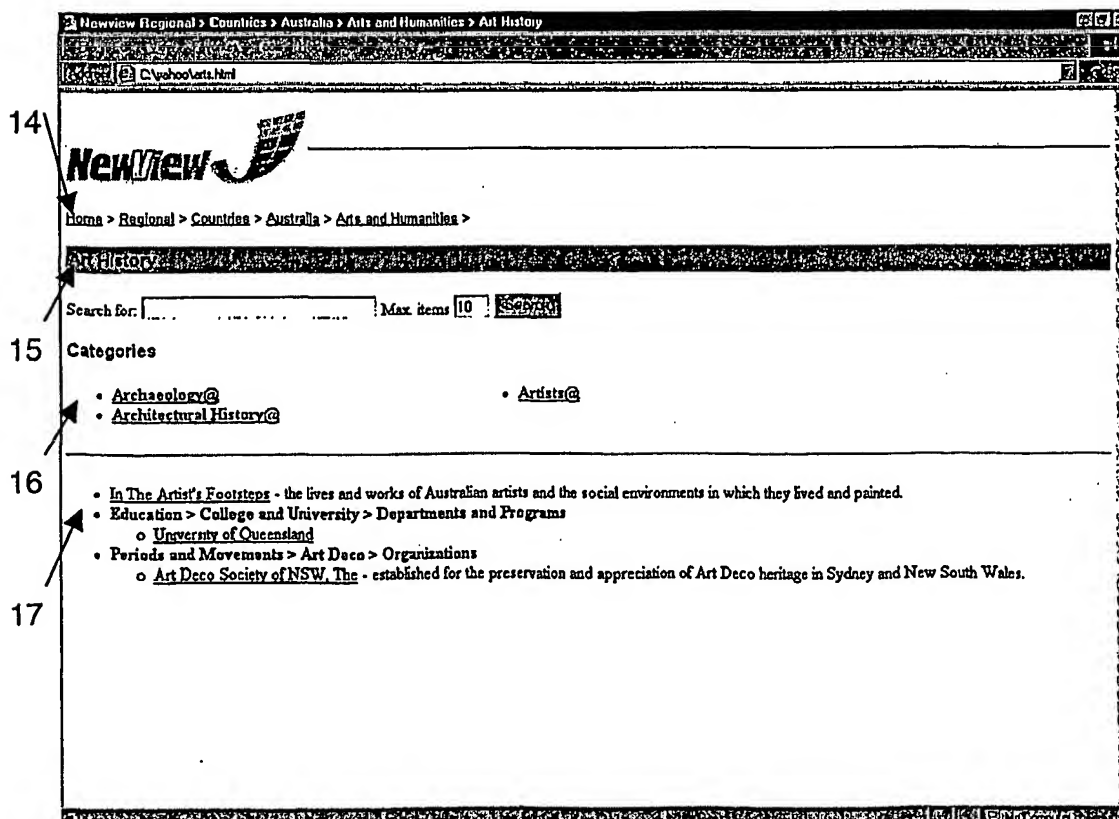 Newview Regional > Countries > Australia > Arts and Humanities > Art History
C:\yahoo\arts.html
14
NewView
Home > Regional > Countries > Australia > Arts and Humanities >
Art History
Search for: Max. items 10 Search
15
Categories
• Archaeology@ • Artists@
• Architectural History@
16
• In The Artist's Footsteps - the lives and works of Australian artists and the social environments in which they lived and painted.
• Education > College and University > Departments and Programs
o University of Queensland
• Periods and Movements > Art Deco > Organizations
o Art Deco Society of NSW, The - established for the preservation and appreciation of Art Deco heritage in Sydney and New South Wales.
17